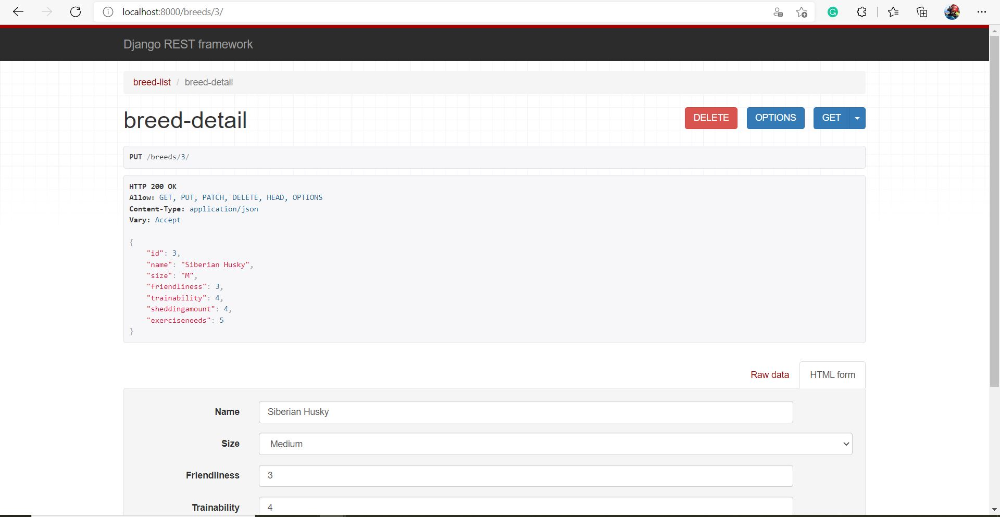 localhost:8000/breeds/3/
Django REST framework
breed-list / breed-detail
breed-detail
DELETE
OPTIONS
GET
PUT /breeds/3/
HTTP 200 OK
Allow: GET, PUT, PATCH, DELETE, HEAD, OPTIONS
Content-Type: application/json
Vary: Accept
{
    "id": 3,
    "name": "Siberian Husky",
    "size": "M",
    "friendliness": 3,
    "trainability": 4,
    "sheddingamount": 4,
    "exerciseneeds": 5
}
Raw data
HTML form
Name
Siberian Husky
Size
Medium
Friendliness
3
Trainability
4